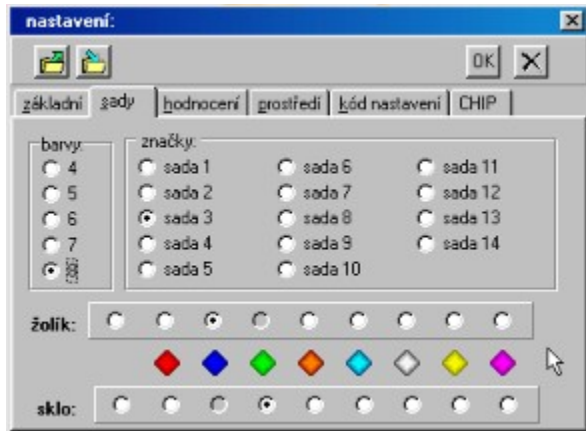 nastavení:
OK
základní sady hodnocení prostředí kód nastavení CHIP
barvy: značky:
4 sada 1 sada 6 sada 11
5 sada 2 sada 7 sada 12
6 sada 3 sada 8 sada 13
7 sada 4 sada 9 sada 14
8 sada 5 sada 10
žolík:
sklo: